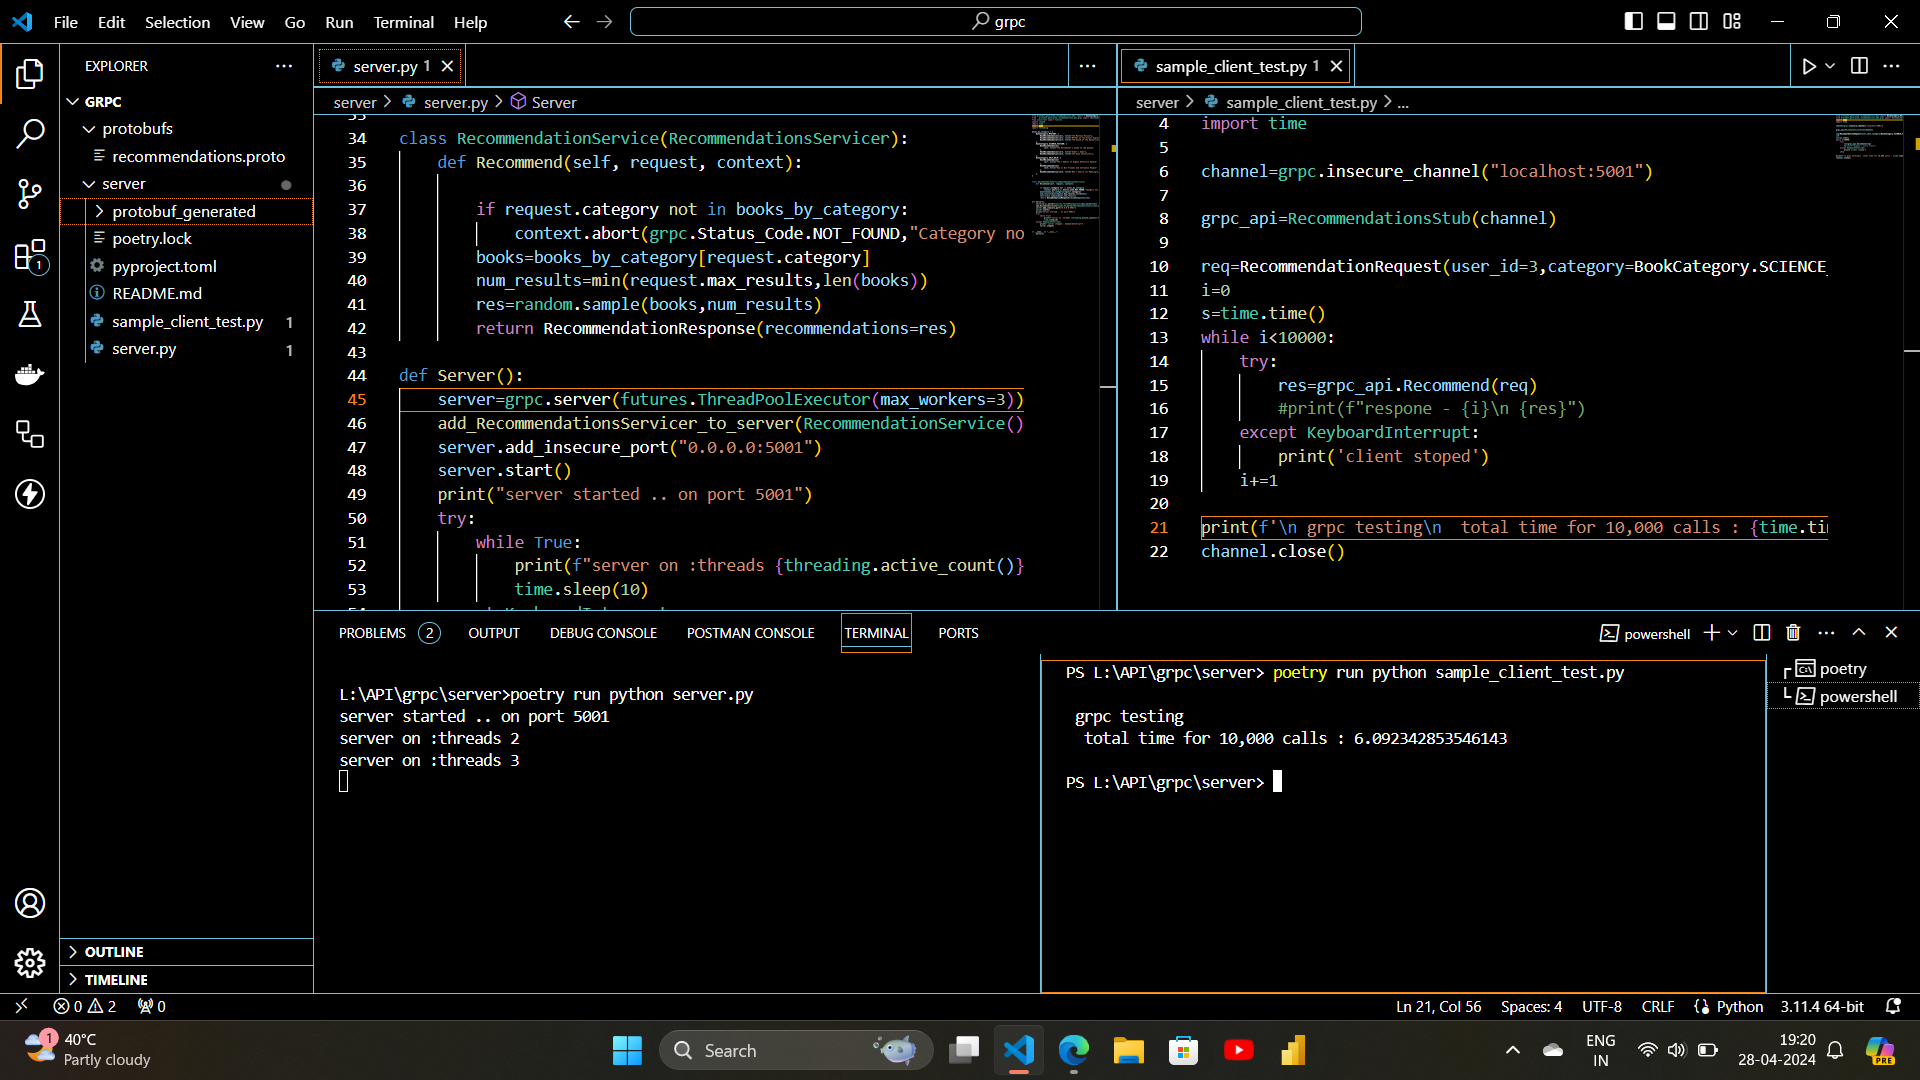 File Edit Selection View Go Run Terminal Help
grpc
EXPLORER
GRPC
protobufs
recommendations.proto
server
protobuf_generated
poetry.lock
pyproject.toml
README.md
sample_client_test.py 1
server.py 1
OUTLINE
TIMELINE
1
server.py 1
server > server.py > Server
34 class RecommendationService(RecommendationsServicer):
35 def Recommend(self, request, context):
36
37 if request.category not in books_by_category:
38 context.abort(grpc.Status_Code.NOT_FOUND,"Category no
39 books=books_by_category[request.category]
40 num_results=min(request.max_results,len(books))
41 res=random.sample(books,num_results)
42 return RecommendationResponse(recommendations=res)
43
44 def Server():
45 server=grpc.server(futures.ThreadPoolExecutor(max_workers=3))
46 add_RecommendationsServicer_to_server(RecommendationService()
47 server.add_insecure_port("0.0.0.0:5001")
48 server.start()
49 print("server started .. on port 5001")
50 try:
51 while True:
52 print(f"server on :threads {threading.active_count()}
53 time.sleep(10)
sample_client_test.py 1
server > sample_client_test.py > ...
4 import time
5
6 channel=grpc.insecure_channel("localhost:5001")
7
8 grpc_api=RecommendationsStub(channel)
9
10 req=RecommendationRequest(user_id=3,category=BookCategory.SCIENCE_
11 i=0
12 s=time.time()
13 while i<10000:
14 try:
15 res=grpc_api.Recommend(req)
16 #print(f"respone - {i}\n {res}")
17 except KeyboardInterrupt:
18 print('client stoped')
19 i+=1
20
21 print(f'\n grpc testing\n  total time for 10,000 calls : {time.ti
22 channel.close()
PROBLEMS 2 OUTPUT DEBUG CONSOLE POSTMAN CONSOLE TERMINAL PORTS
powershell
L:\API\grpc\server>poetry run python server.py
server started .. on port 5001
server on :threads 2
server on :threads 3
PS L:\API\grpc\server> poetry run python sample_client_test.py
grpc testing
total time for 10,000 calls : 6.092342853546143
PS L:\API\grpc\server>
poetry
powershell
0 2 0
Ln 21, Col 56 Spaces: 4 UTF-8 CRLF {} Python 3.11.4 64-bit
1
40°C
Partly cloudy
Search
ENG
IN
19:20
28-04-2024
PRE